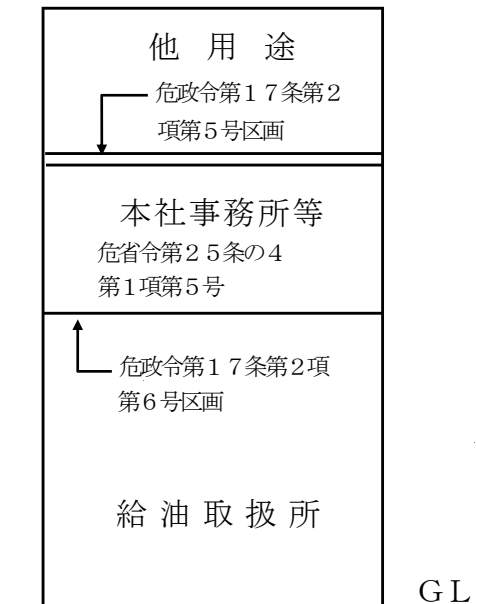 他 用 途
危政令第１７条第２
項第５号区画
本社事務所等
危省令第２５条の４
第１項第５号
危政令第１７条第２項
第６号区画
給 油 取 扱 所
ＧＬ